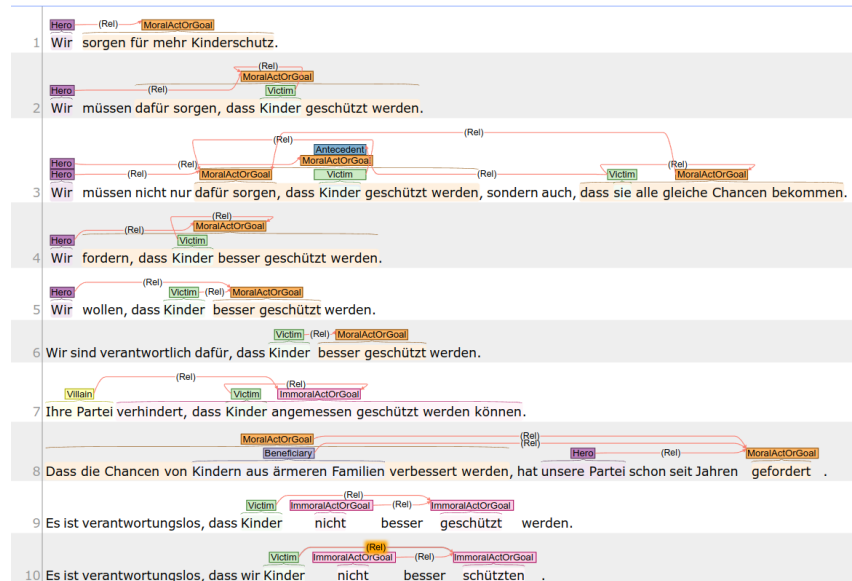 Hero (Rel) MoralActOrGoal
1 Wir sorgen für mehr Kinderschutz.
(Rel)
MoralActOrGoal
Hero (Rel) Victim
2 Wir müssen dafür sorgen, dass Kinder geschützt werden.
(Rel)
(Rel)
Antecedent
Hero (Rel) MoralActOrGoal (Rel)
Hero (Rel) MoralActOrGoal Victim (Rel) Victim MoralActOrGoal
3 Wir müssen nicht nur dafür sorgen, dass Kinder geschützt werden, sondern auch, dass sie alle gleiche Chancen bekommen.
(Rel)
(Rel) MoralActOrGoal
Hero Victim
4 Wir fordern, dass Kinder besser geschützt werden.
(Rel)
Hero Victim (Rel) MoralActOrGoal
5 Wir wollen, dass Kinder besser geschützt werden.
Victim (Rel) MoralActOrGoal
6 Wir sind verantwortlich dafür, dass Kinder besser geschützt werden.
(Rel)
(Rel)
Villain Victim ImmoralActOrGoal
7 Ihre Partei verhindert, dass Kinder angemessen geschützt werden können.
MoralActOrGoal (Rel)
(Rel)
Beneficiary Hero (Rel) MoralActOrGoal
8 Dass die Chancen von Kindern aus ärmeren Familien verbessert werden, hat unsere Partei schon seit Jahren gefordert .
(Rel)
Victim ImmoralActOrGoal (Rel) ImmoralActOrGoal
9 Es ist verantwortungslos, dass Kinder nicht besser geschützt werden.
(Rel)
Victim ImmoralActOrGoal (Rel) ImmoralActOrGoal
10 Es ist verantwortungslos, dass wir Kinder nicht besser schützten .